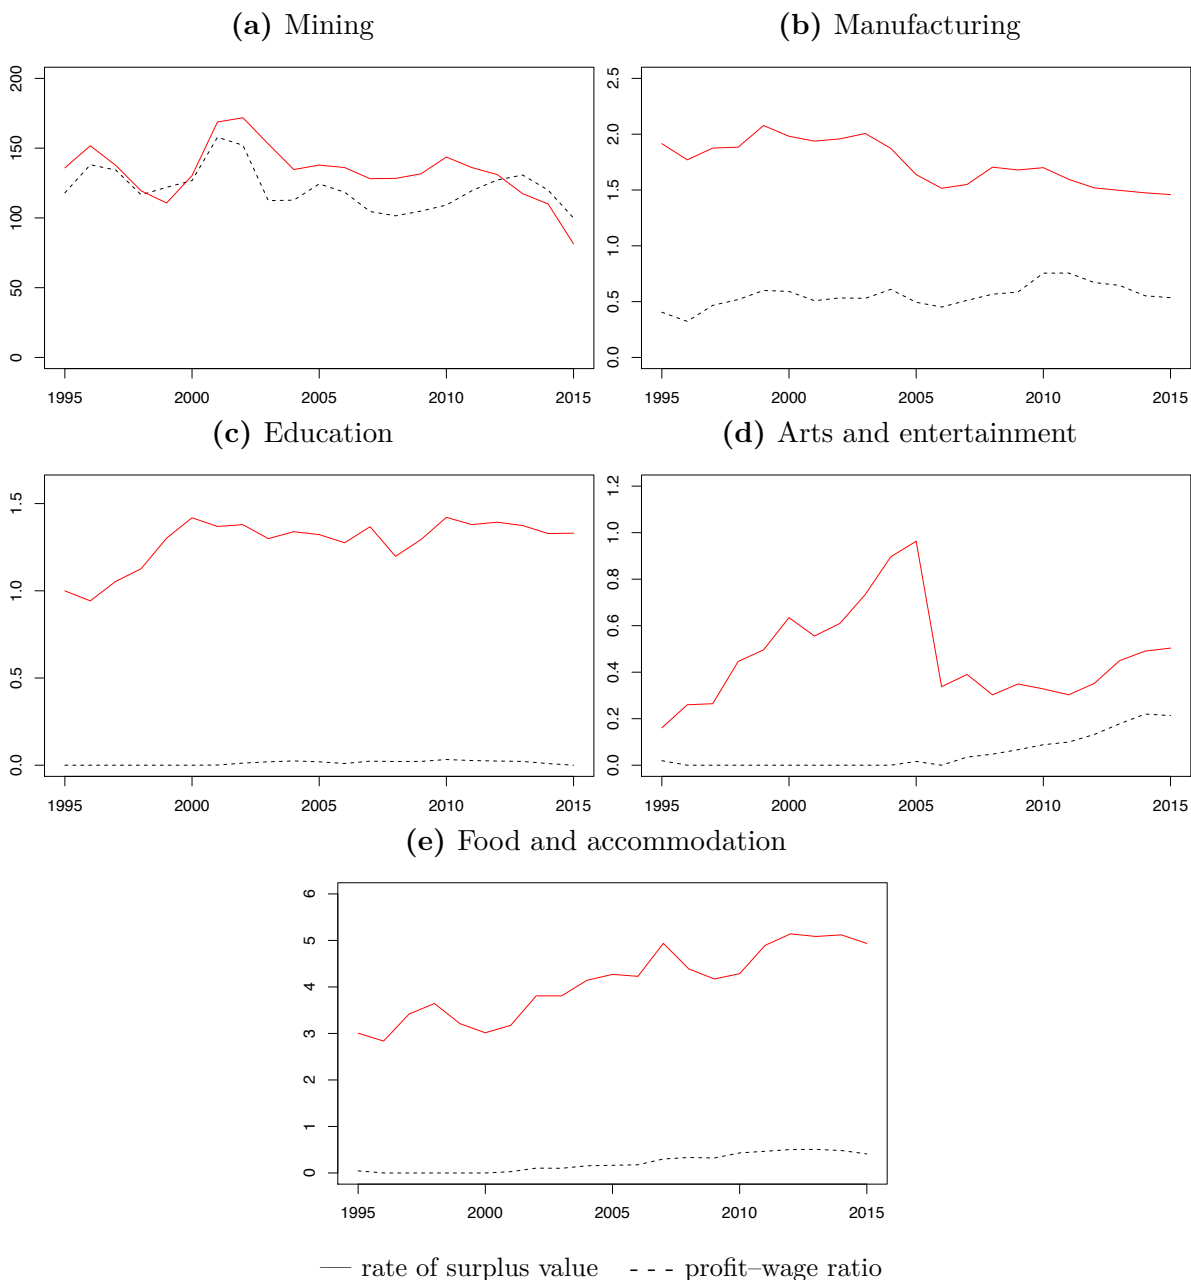 (a) Mining
(b) Manufacturing
200
150
100
50
0
1995 2000 2005 2010 2015
2.5
2.0
1.5
1.0
0.5
0.0
1995 2000 2005 2010 2015
(c) Education
(d) Arts and entertainment
1.5
1.0
0.5
0.0
1995 2000 2005 2010 2015
1.2
1.0
0.8
0.6
0.4
0.2
0.0
1995 2000 2005 2010 2015
(e) Food and accommodation
6
5
4
3
2
1
0
1995 2000 2005 2010 2015
rate of surplus value - - - profit–wage ratio